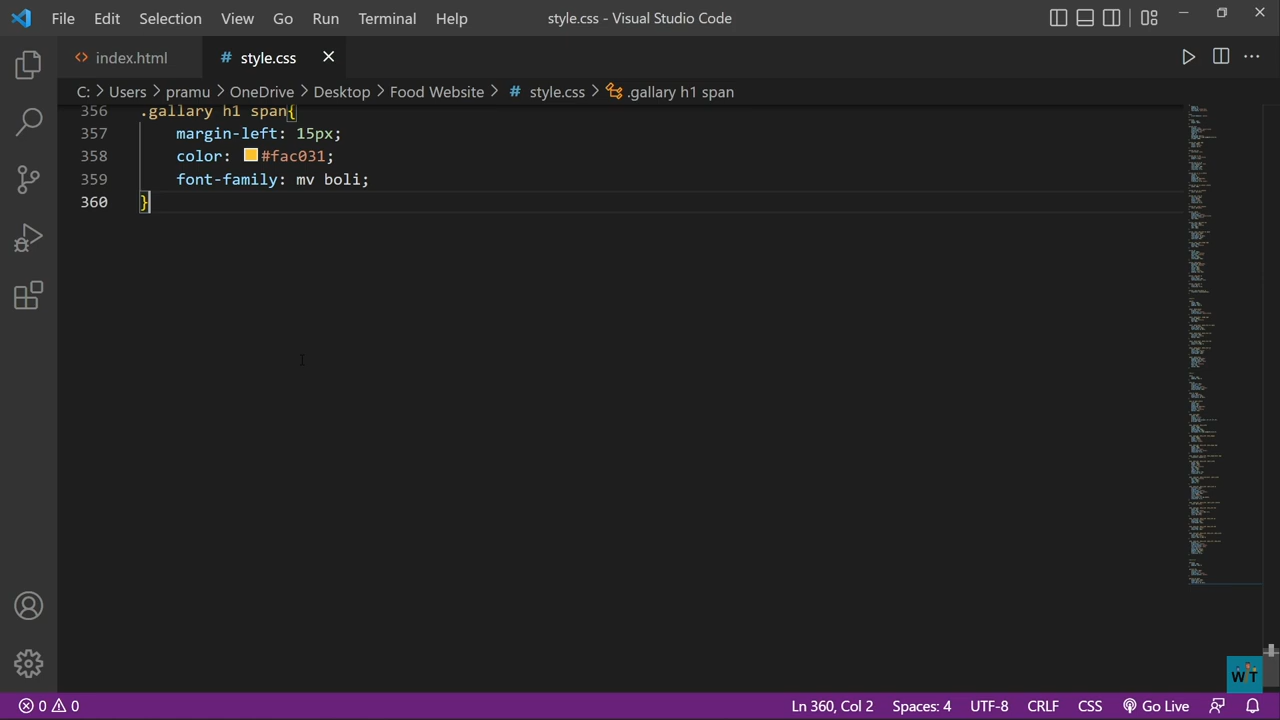 File Edit Selection View Go Run Terminal Help style.css - Visual Studio Code
index.html # style.css
C: > Users > pramu > OneDrive > Desktop > Food Website > # style.css > .gallary h1 span
356 .gallary h1 span{
357 margin-left: 15px;
358 color: #fac031;
359 font-family: mv boli;
360 }
WT
0 0 Ln 360, Col 2 Spaces: 4 UTF-8 CRLF CSS Go Live